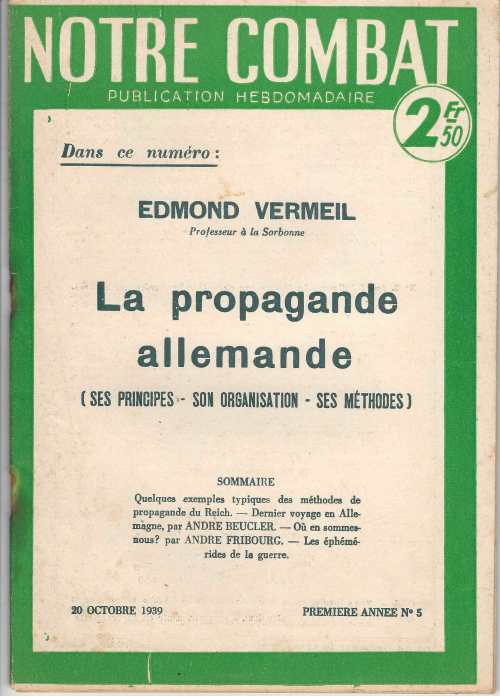 NOTRE COMBAT
PUBLICATION HEBDOMADAIRE
2 Fr 50
Dans ce numéro :
EDMOND VERMEIL
Professeur à la Sorbonne
La propagande
allemande
( SES PRINCIPES - SON ORGANISATION - SES MÉTHODES )
SOMMAIRE
Quelques exemples typiques des méthodes de
propagande du Reich. — Dernier voyage en Alle-
magne, par ANDRE BEUCLER. — Où en sommes-
nous? par ANDRE FRIBOURG. — Les éphémé-
rides de la guerre.
20 OCTOBRE 1939
PREMIERE ANNEE N° 5